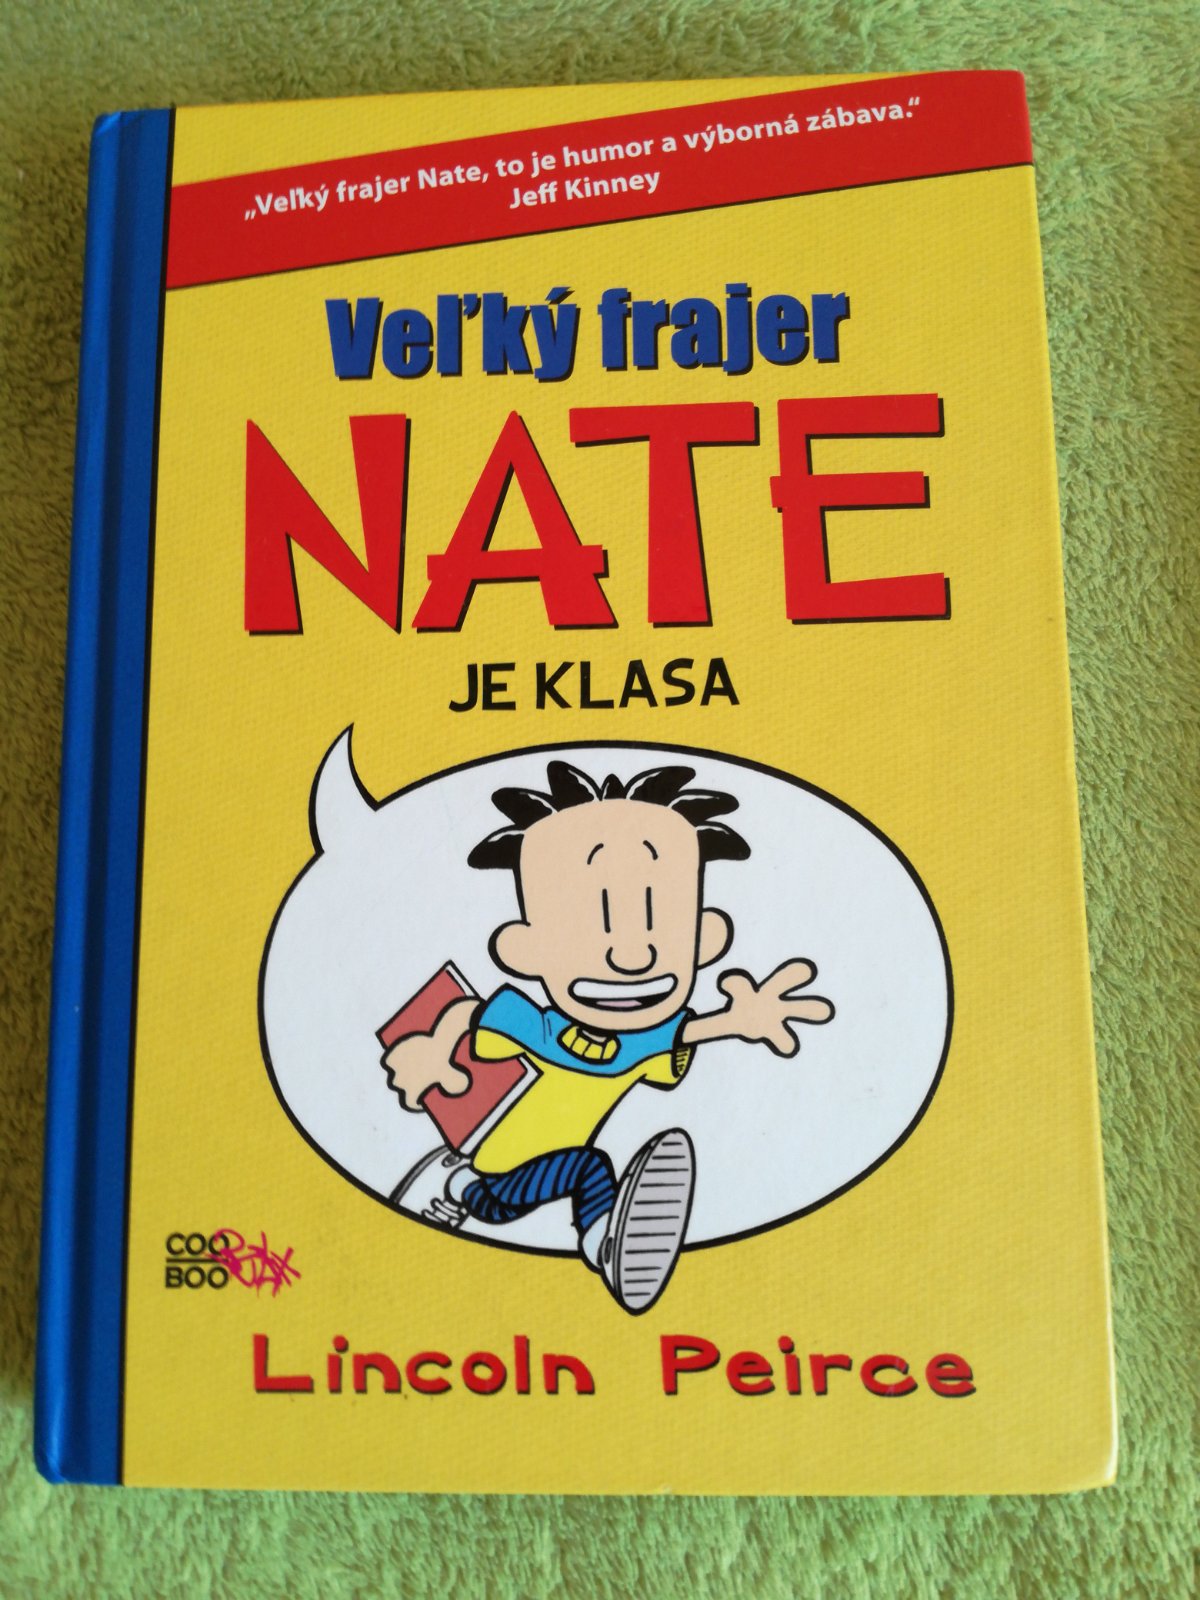 „Veľký frajer Nate, to je humor a výborná zábava.“
Jeff Kinney
Veľký frajer
NATE
JE KLASA
COO
BOO
Lincoln Peirce